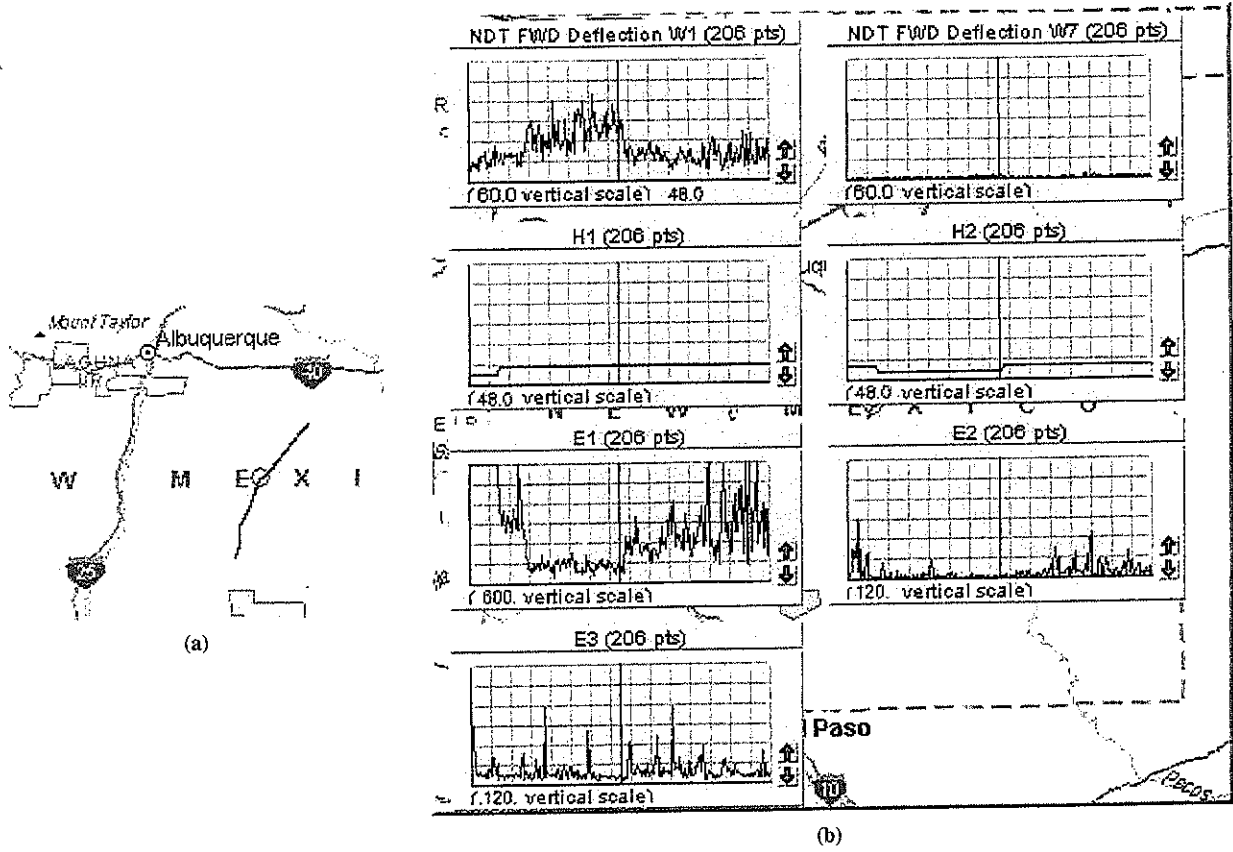 NDT FWD Deflection W1 (206 pts)
(60.0 vertical scale) 48.0
NDT FWD Deflection W7 (206 pts)
(60.0 vertical scale)
H1 (206 pts)
(48.0 vertical scale)
H2 (206 pts)
(48.0 vertical scale)
E1 (206 pts)
( 600. vertical scale)
E2 (206 pts)
(120. vertical scale)
E3 (206 pts)
(.120. vertical scale)
Mount Taylor
Albuquerque
40
W M E X I
(a)
N E W M E X I C O
Paso
10
Pecos
(b)